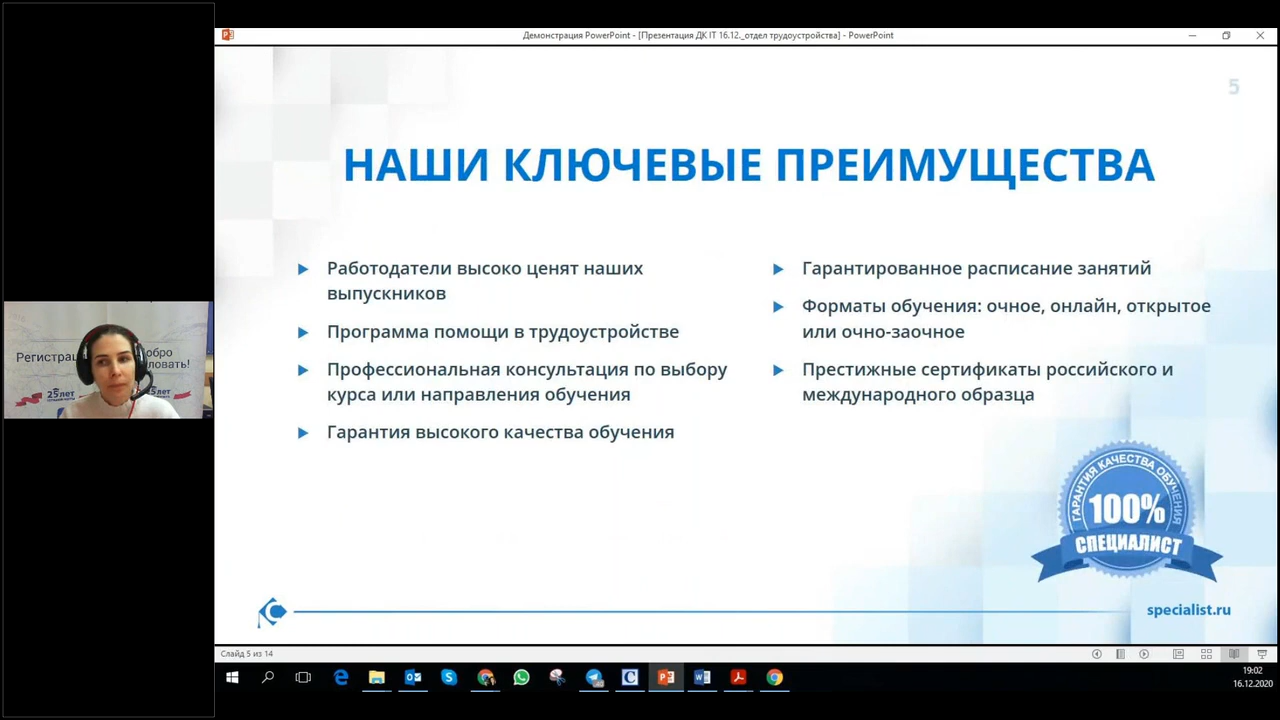 Демонстрация PowerPoint - [Презентация ДК IT 16.12._отдел трудоустройства] - PowerPoint
5
НАШИ КЛЮЧЕВЫЕ ПРЕИМУЩЕСТВА
Работодатели высоко ценят наших
выпускников
Программа помощи в трудоустройстве
Профессиональная консультация по выбору
курса или направления обучения
Гарантия высокого качества обучения
Гарантированное расписание занятий
Форматы обучения: очное, онлайн, открытое
или очно-заочное
Престижные сертификаты российского и
международного образца
ГАРАНТИЯ КАЧЕСТВА ОБУЧЕНИЯ
100%
СПЕЦИАЛИСТ
specialist.ru
25 лет
Слайд 5 из 14
19:02
16.12.2020